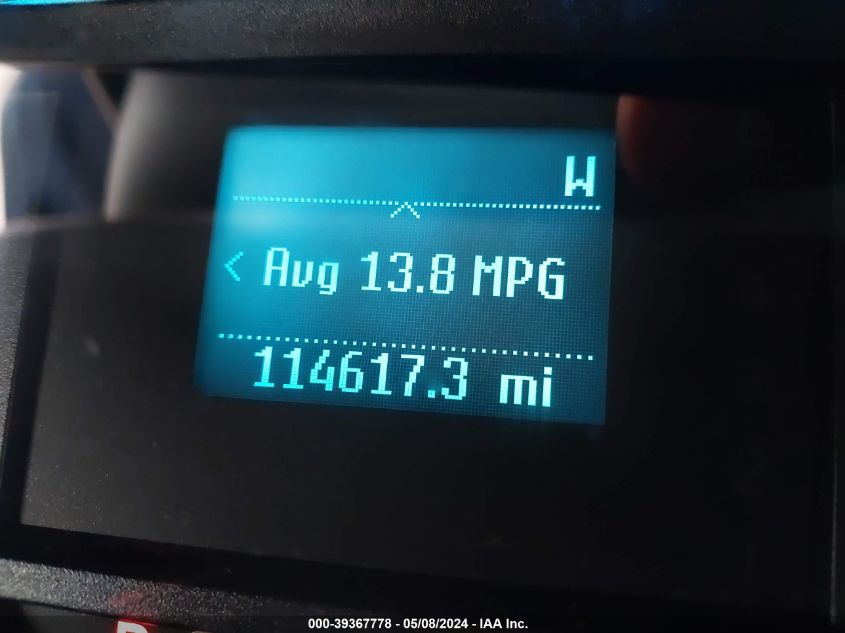 W
< Avg 13.8 MPG
114617.3 mi
000-39367778 - 05/08/2024 - IAA Inc.